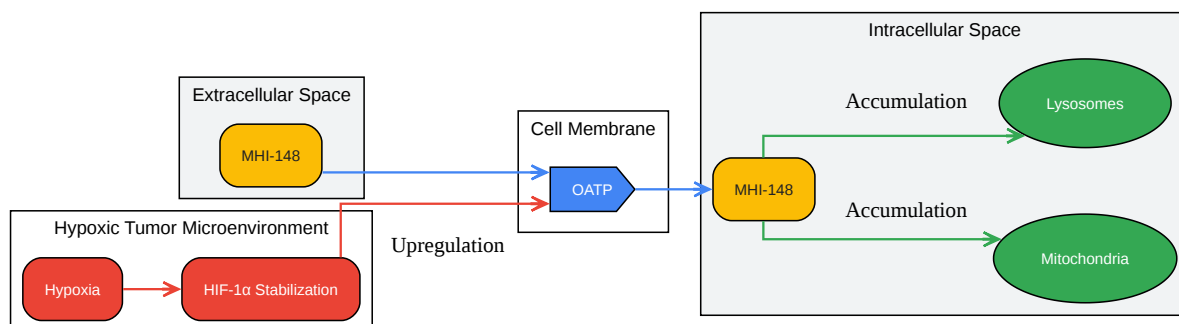 Extracellular Space
MHI-148
Hypoxic Tumor Microenvironment
Hypoxia
HIF-1α Stabilization
Upregulation
Cell Membrane
OATP
Intracellular Space
MHI-148
Accumulation
Lysosomes
Accumulation
Mitochondria